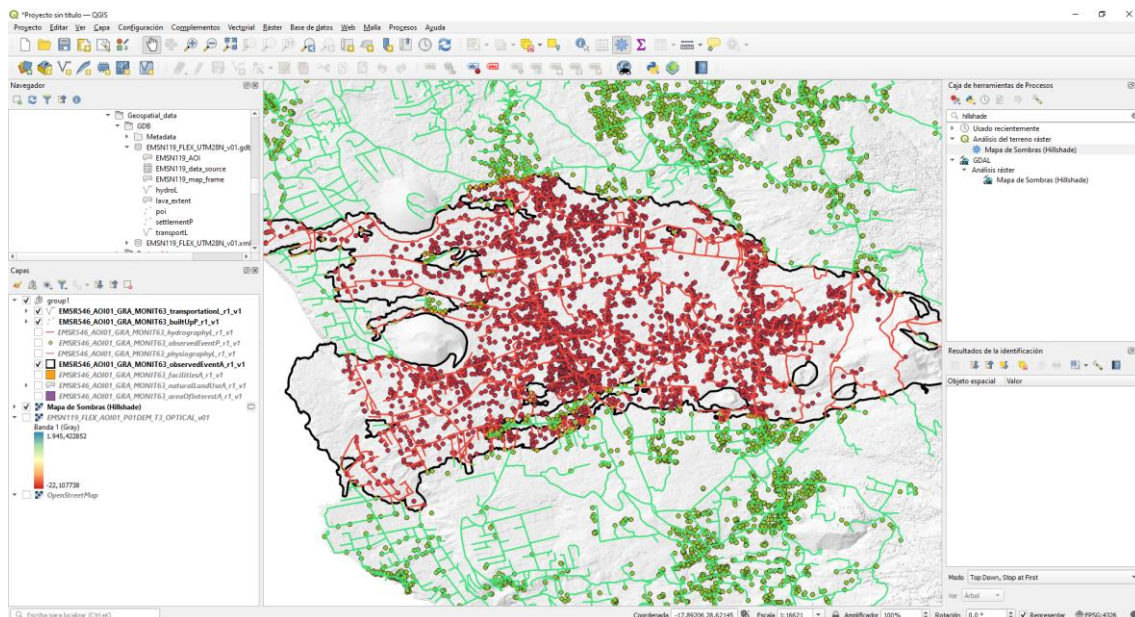 *Proyecto sin título — QGIS
Proyecto Editar Ver Capa Configuración Complementos Vectorial Ráster Base de datos Web Malla Procesos Ayuda
Navegador
Geospatial_data
GDB
Metadata
EMSN119_FLEX_UTM28N_v01.gdb
EMSN119_AOI
EMSN119_data_source
EMSN119_map_frame
hydroL
lava_extent
poi
settlementP
transportL
EMSN119_FLEX_UTM28N_v01.xml
Capas
group1
EMSR546_AOI01_GRA_MONIT63_transportationL_r1_v1
EMSR546_AOI01_GRA_MONIT63_builtUpP_r1_v1
EMSR546_AOI01_GRA_MONIT63_hydrographyL_r1_v1
EMSR546_AOI01_GRA_MONIT63_observedEventP_r1_v1
EMSR546_AOI01_GRA_MONIT63_physiographyL_r1_v1
EMSR546_AOI01_GRA_MONIT63_observedEventA_r1_v1
EMSR546_AOI01_GRA_MONIT63_facilitiesA_r1_v1
EMSR546_AOI01_GRA_MONIT63_naturalLandUseA_r1_v1
EMSR546_AOI01_GRA_MONIT63_areaOfInterestA_r1_v1
Mapa de Sombras (Hillshade)
EMSN119_FLEX_AOI01_P01DEM_T3_OPTICAL_v01
Banda 1 (Gray)
1.945,422852
-22,107738
OpenStreetMap
Caja de herramientas de Procesos
hillshade
Usado recientemente
Análisis del terreno ráster
Mapa de Sombras (Hillshade)
GDAL
Análisis ráster
Mapa de Sombras (Hillshade)
Resultados de la identificación
Objeto espacial Valor
Modo Top Down, Stop at First
Ver Árbol
Escriba para localizar (Ctrl+K)
Coordenada -17.89206,28.62145 Escala 1:16621 Amplificador 100% Rotación 0,0 ° Representar EPSG:4326